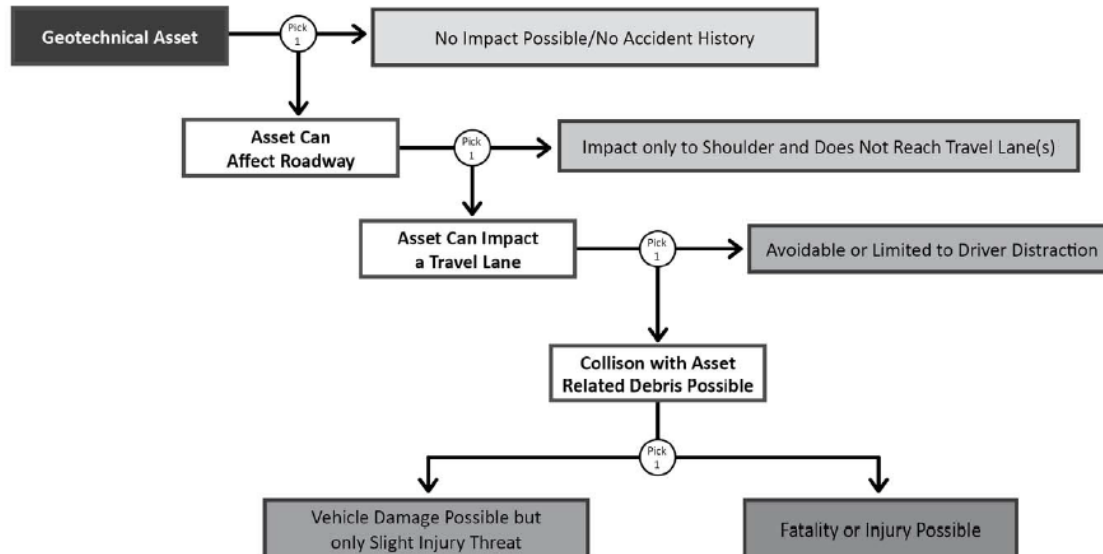 Geotechnical Asset
Pick
1
No Impact Possible/No Accident History
Asset Can
Affect Roadway
Pick
1
Impact only to Shoulder and Does Not Reach Travel Lane(s)
Asset Can Impact
a Travel Lane
Pick
1
Avoidable or Limited to Driver Distraction
Collison with Asset
Related Debris Possible
Pick
1
Vehicle Damage Possible but
only Slight Injury Threat
Fatality or Injury Possible